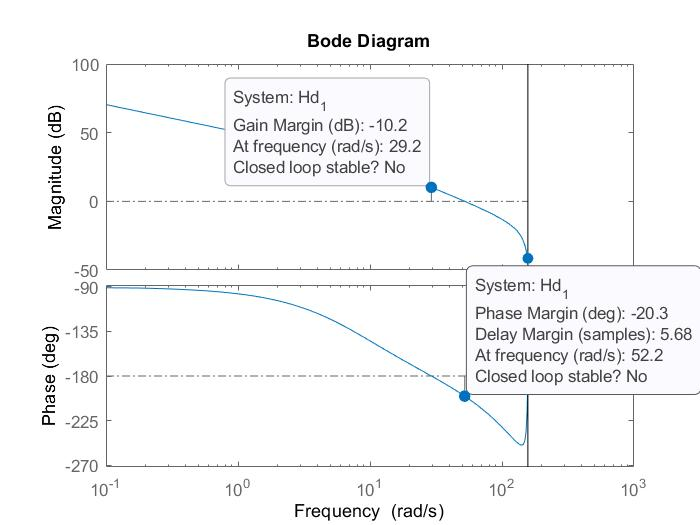 Bode Diagram
Magnitude (dB)
100
50
0
-50
System: Hd1
Gain Margin (dB): -10.2
At frequency (rad/s): 29.2
Closed loop stable? No
Phase (deg)
-90
-135
-180
-225
-270
System: Hd1
Phase Margin (deg): -20.3
Delay Margin (samples): 5.68
At frequency (rad/s): 52.2
Closed loop stable? No
10-1 100 101 102 103
Frequency (rad/s)